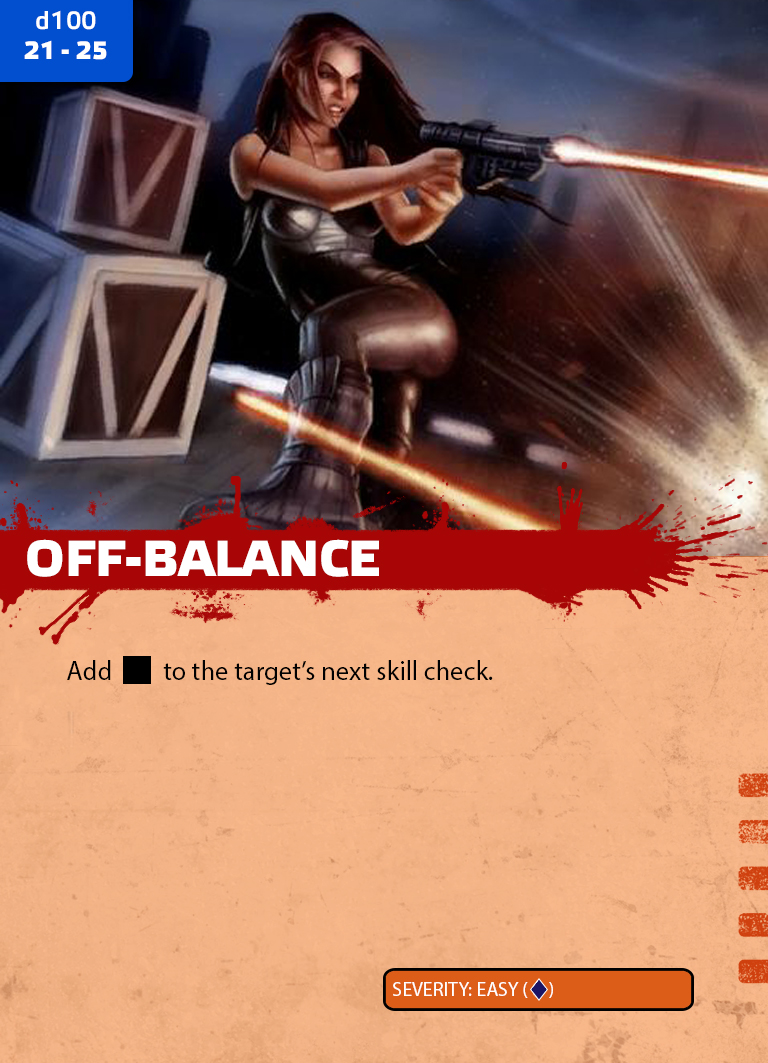 d100
21 - 25
OFF-BALANCE
Add ■ to the target's next skill check.
SEVERITY: EASY (◆)